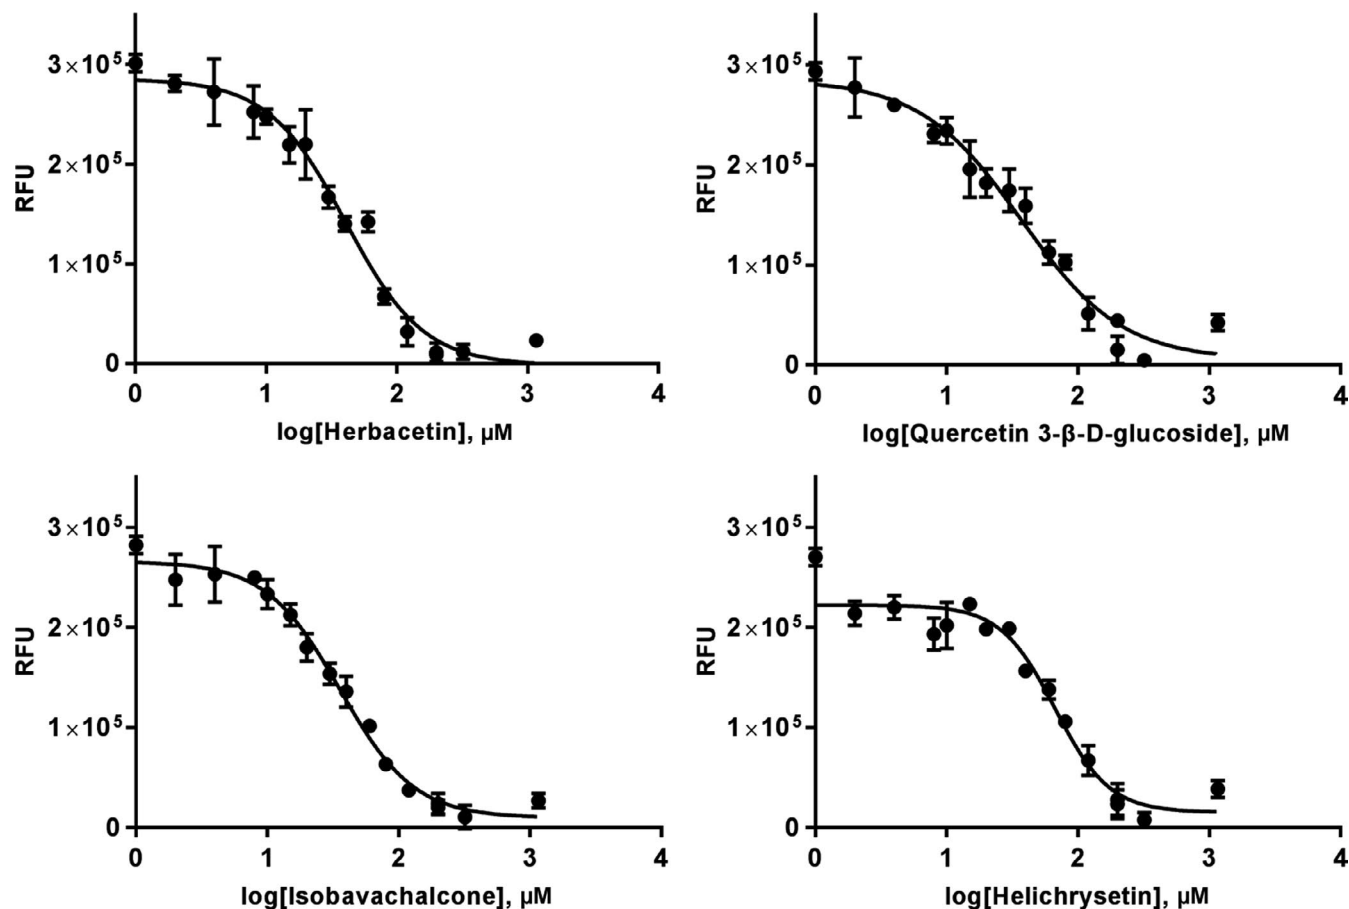 3×10⁵
2×10⁵
1×10⁵
0
RFU
0 1 2 3 4
log[Herbacetin], µM
3×10⁵
2×10⁵
1×10⁵
0
RFU
0 1 2 3 4
log[Quercetin 3-β-D-glucoside], µM
3×10⁵
2×10⁵
1×10⁵
0
RFU
0 1 2 3 4
log[Isobavachalcone], µM
3×10⁵
2×10⁵
1×10⁵
0
RFU
0 1 2 3 4
log[Helichrysetin], µM